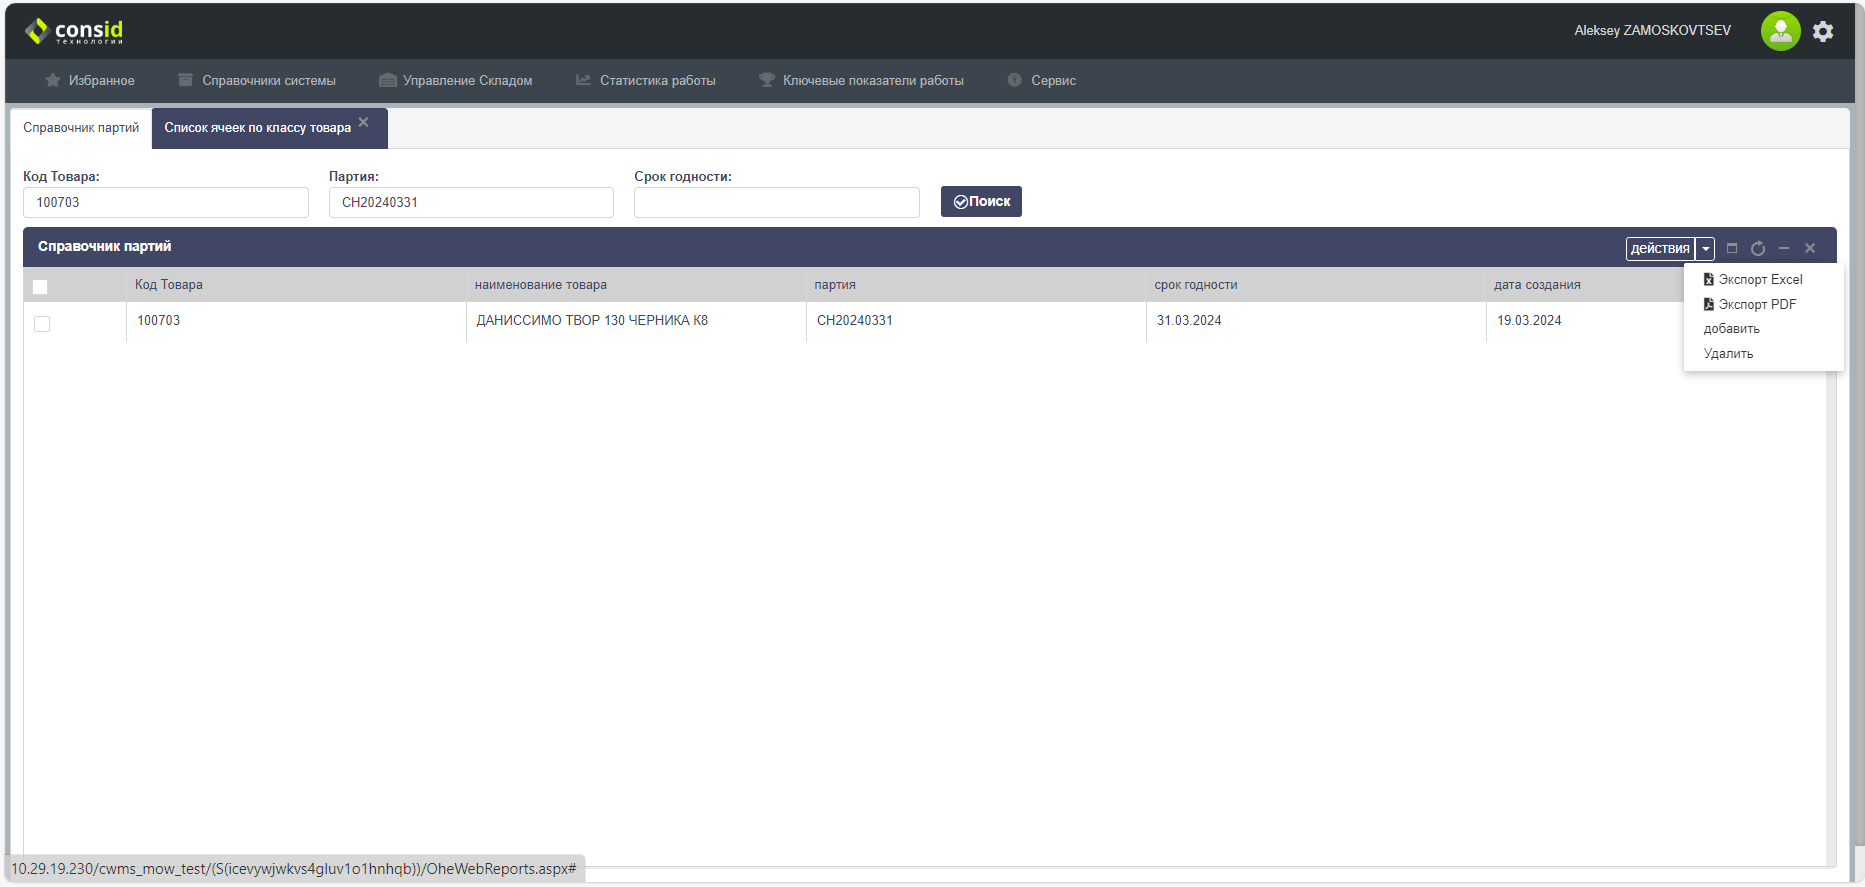 consid
технологии
Aleksey ZAMOSKOVTSEV
Избранное
Справочники системы
Управление Складом
Статистика работы
Ключевые показатели работы
Сервис
Справочник партий
Список ячеек по классу товара
Код Товара:
Партия:
Срок годности:
100703
CH20240331
Поиск
Справочник партий
действия
Код Товара
наименование товара
партия
срок годности
дата создания
100703
ДАНИССИМО ТВОР 130 ЧЕРНИКА К8
CH20240331
31.03.2024
19.03.2024
Экспорт Excel
Экспорт PDF
добавить
Удалить
10.29.19.230/cwms_mow_test/(S(icevywjwkvs4gluv1o1hnhqb))/OheWebReports.aspx#